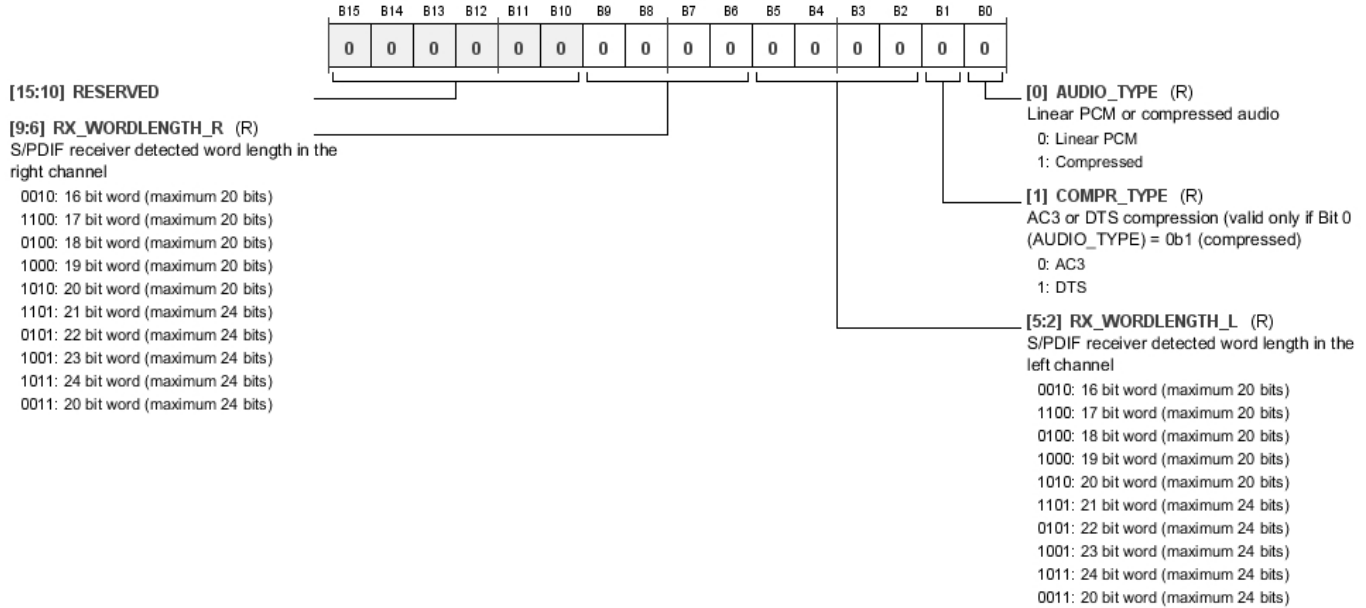 B15 B14 B13 B12 B11 B10 B9 B8 B7 B6 B5 B4 B3 B2 B1 B0
0 0 0 0 0 0 0 0 0 0 0 0 0 0 0 0
[15:10] RESERVED
[9:6] RX_WORDLENGTH_R (R)
S/PDIF receiver detected word length in the
right channel
0010: 16 bit word (maximum 20 bits)
1100: 17 bit word (maximum 20 bits)
0100: 18 bit word (maximum 20 bits)
1000: 19 bit word (maximum 20 bits)
1010: 20 bit word (maximum 20 bits)
1101: 21 bit word (maximum 24 bits)
0101: 22 bit word (maximum 24 bits)
1001: 23 bit word (maximum 24 bits)
1011: 24 bit word (maximum 24 bits)
0011: 20 bit word (maximum 24 bits)
[0] AUDIO_TYPE (R)
Linear PCM or compressed audio
0: Linear PCM
1: Compressed
[1] COMPR_TYPE (R)
AC3 or DTS compression (valid only if Bit 0
(AUDIO_TYPE) = 0b1 (compressed)
0: AC3
1: DTS
[5:2] RX_WORDLENGTH_L (R)
S/PDIF receiver detected word length in the
left channel
0010: 16 bit word (maximum 20 bits)
1100: 17 bit word (maximum 20 bits)
0100: 18 bit word (maximum 20 bits)
1000: 19 bit word (maximum 20 bits)
1010: 20 bit word (maximum 20 bits)
1101: 21 bit word (maximum 24 bits)
0101: 22 bit word (maximum 24 bits)
1001: 23 bit word (maximum 24 bits)
1011: 24 bit word (maximum 24 bits)
0011: 20 bit word (maximum 24 bits)